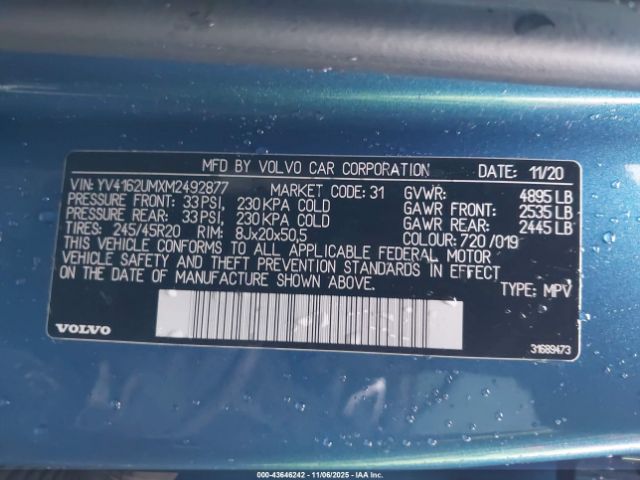 MFD BY VOLVO CAR CORPORATION DATE: 11/20
VIN: YV4162UMXM2492877 MARKET CODE: 31 GVWR: 4895 LB
PRESSURE FRONT: 33 PSI, 230 KPA COLD GAWR FRONT: 2535 LB
PRESSURE REAR: 33 PSI, 230 KPA COLD GAWR REAR: 2445 LB
TIRES: 245/45R20 RIM: 8Jx20x50,5 COLOUR: 720/019
THIS VEHICLE CONFORMS TO ALL APPLICABLE FEDERAL MOTOR
VEHICLE SAFETY AND THEFT PREVENTION STANDARDS IN EFFECT
ON THE DATE OF MANUFACTURE SHOWN ABOVE.
TYPE: MPV
VOLVO
31689473
000-43646242 - 11/06/2025 - IAA Inc.